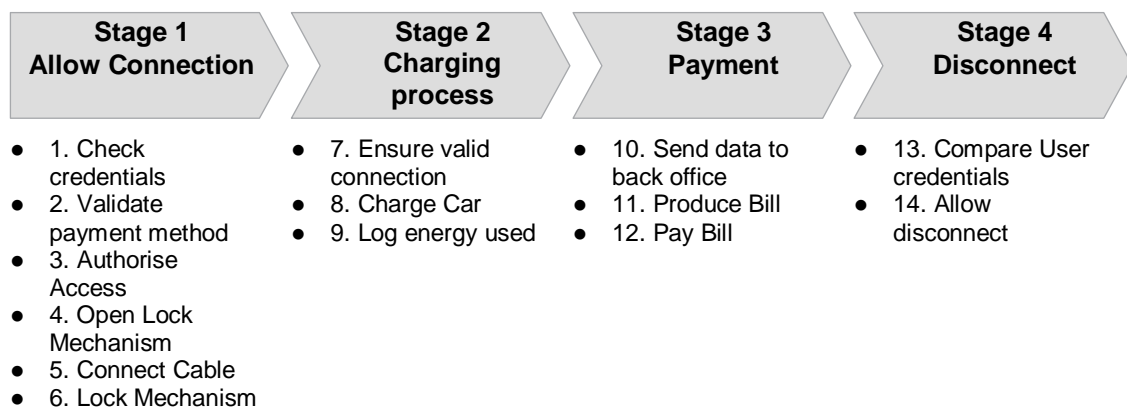 Stage 1
Allow Connection
Stage 2
Charging
process
Stage 3
Payment
Stage 4
Disconnect
● 1. Check
credentials
● 2. Validate
payment method
● 3. Authorise
Access
● 4. Open Lock
Mechanism
● 5. Connect Cable
● 6. Lock Mechanism
● 7. Ensure valid
connection
● 8. Charge Car
● 9. Log energy used
● 10. Send data to
back office
● 11. Produce Bill
● 12. Pay Bill
● 13. Compare User
credentials
● 14. Allow
disconnect